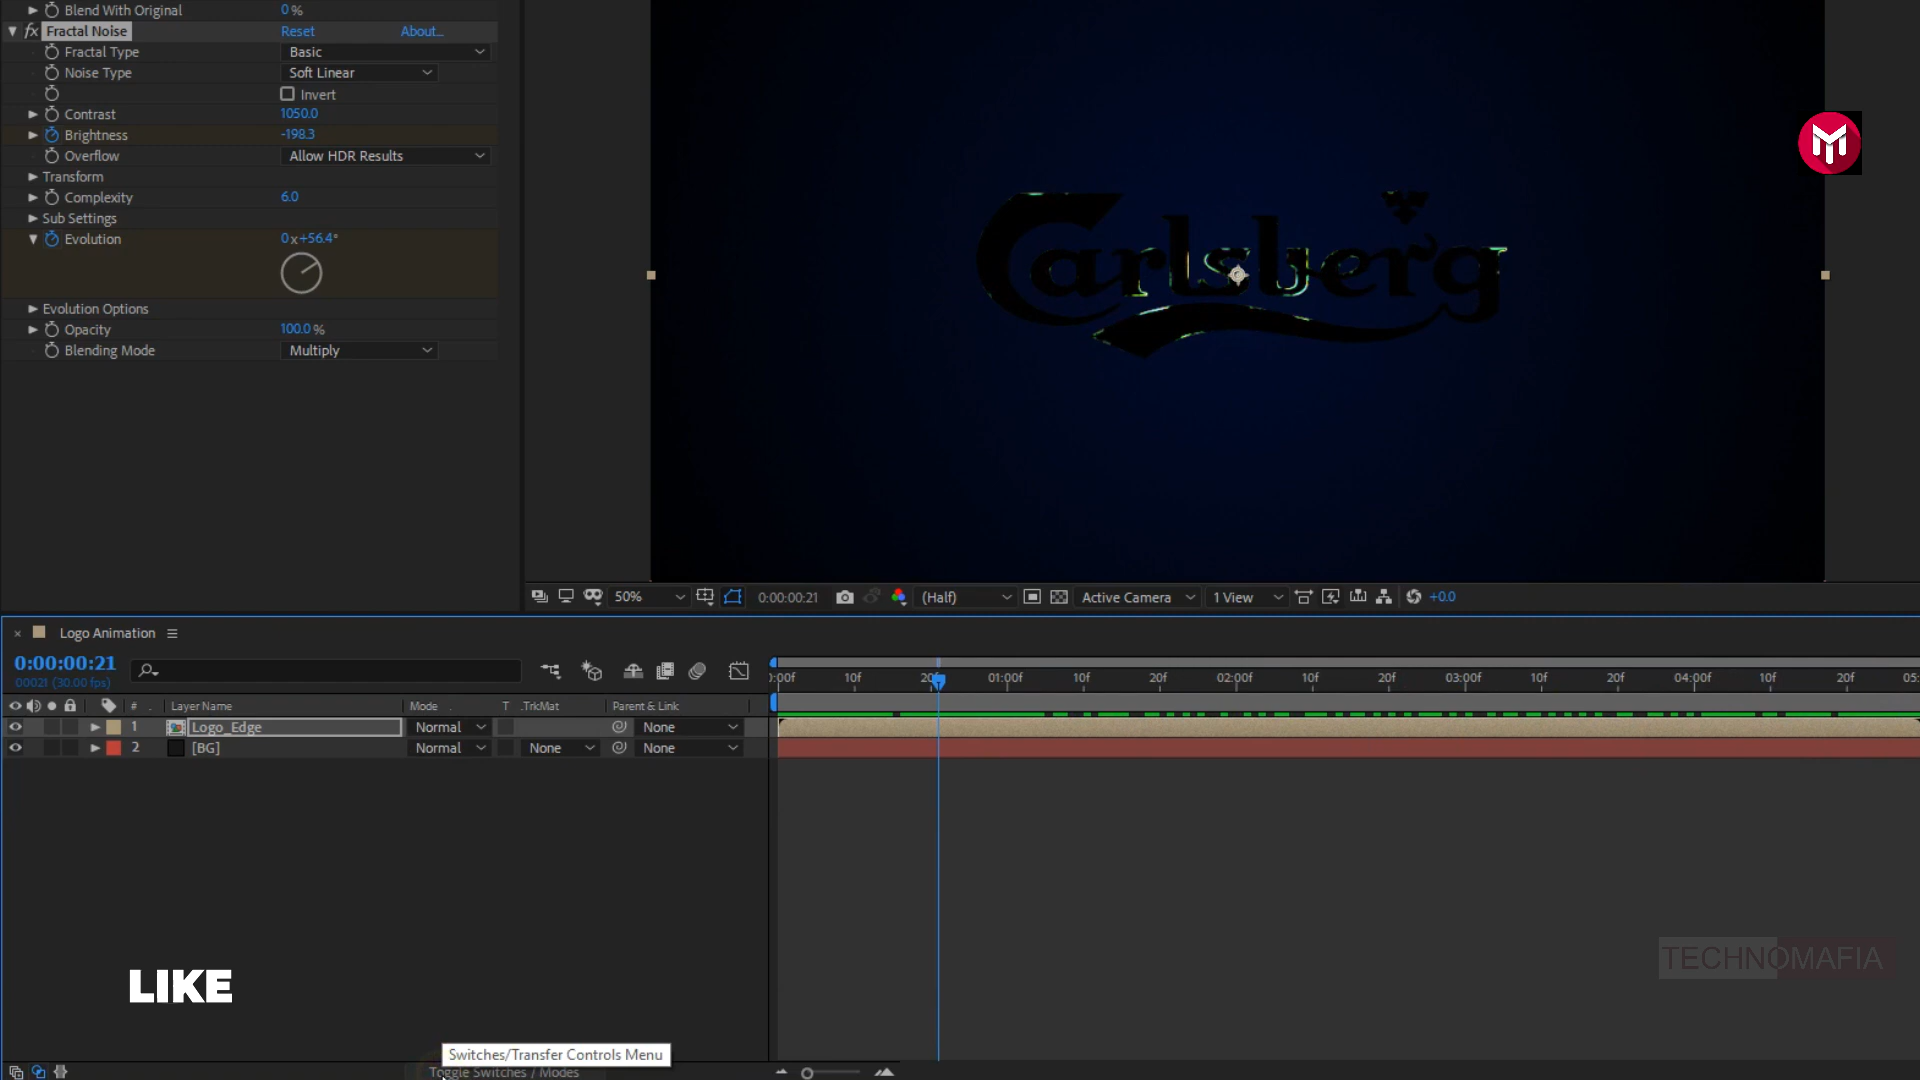 Blend With Original 0 %
fx Fractal Noise Reset About...
Fractal Type Basic
Noise Type Soft Linear
Invert
Contrast 1050.0
Brightness -198.3
Overflow Allow HDR Results
Transform
Complexity 6.0
Sub Settings
Evolution 0x+56.4°
Evolution Options
Opacity 100.0 %
Blending Mode Multiply
Carlsberg
50% 0:00:00:21 (Half) Active Camera 1 View +0.0
Logo Animation
0:00:00:21
00021 (30.00 fps)
:00f 10f 20f 01:00f 10f 20f 02:00f 10f 20f 03:00f 10f 20f 04:00f 10f 20f 05:
# Layer Name Mode T .TrkMat Parent & Link
1 Logo_Edge Normal None
2 [BG] Normal None None
TECHNOMAFIA
LIKE
Switches/Transfer Controls Menu
Toggle Switches / Modes